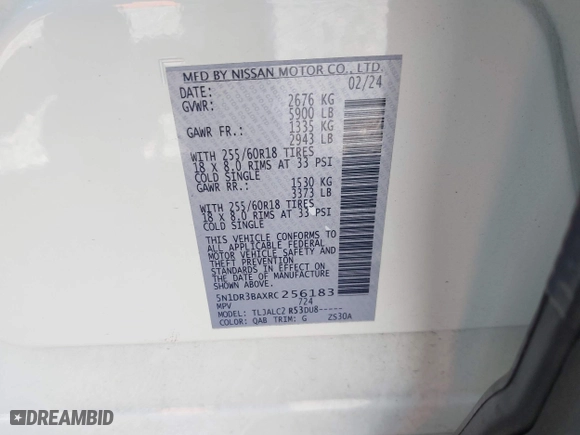 MFD BY NISSAN MOTOR CO., LTD.
DATE: 02/24
GVWR: 2676 KG
5900 LB
GAWR FR.: 1335 KG
2943 LB
WITH 255/60R18 TIRES
18 X 8.0 RIMS AT 33 PSI
COLD SINGLE
GAWR RR.: 1530 KG
3373 LB
WITH 255/60R18 TIRES
18 X 8.0 RIMS AT 33 PSI
COLD SINGLE
THIS VEHICLE CONFORMS TO
ALL APPLICABLE FEDERAL
MOTOR VEHICLE SAFETY AND
THEFT PREVENTION
STANDARDS IN EFFECT ON
THE DATE OF MANUFACTURE
SHOWN ABOVE.
5N1DR3BAXRC256183
MPV 724
MODEL: TLJALC2 R53DU8-----
COLOR: QAB TRIM: G ZS30A
DREAMBID